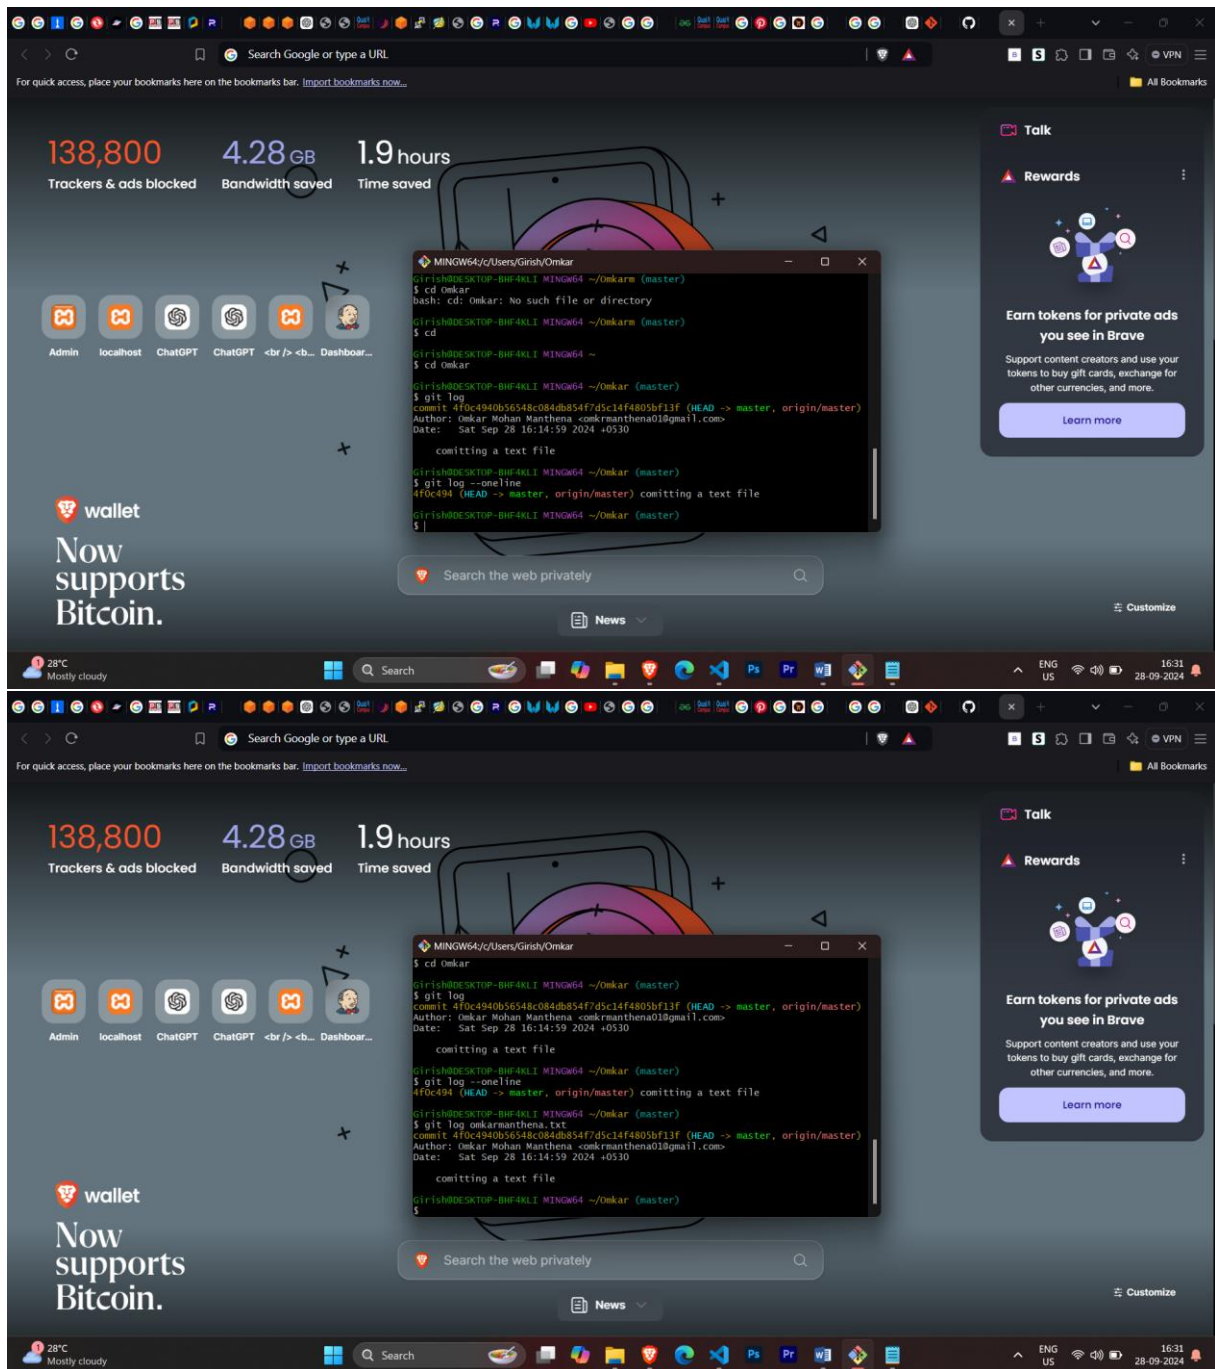 Search Google or type a URL
VPN
For quick access, place your bookmarks here on the bookmarks bar. Import bookmarks now...
All Bookmarks
138,800
Trackers & ads blocked
4.28 GB
Bandwidth saved
1.9 hours
Time saved
Talk
Rewards
Earn tokens for private ads
you see in Brave
Support content creators and use your
tokens to buy gift cards, exchange for
other currencies, and more.
Learn more
Admin
localhost
ChatGPT
ChatGPT
<br /> <b...
Dashboar...
MINGW64:/c/Users/Girish/Omkar
Girish@DESKTOP-BHF4KLI MINGW64 ~/Omkarm (master)
$ cd Omkar
bash: cd: Omkar: No such file or directory
Girish@DESKTOP-BHF4KLI MINGW64 ~/Omkarm (master)
$ cd
Girish@DESKTOP-BHF4KLI MINGW64 ~
$ cd Omkar
Girish@DESKTOP-BHF4KLI MINGW64 ~/Omkar (master)
$ git log
commit 4f0c4940b56548c084db854f7d5c14f4805bf13f (HEAD -> master, origin/master)
Author: Omkar Mohan Manthena <omkrmanthena01@gmail.com>
Date:   Sat Sep 28 16:14:59 2024 +0530
comitting a text file
Girish@DESKTOP-BHF4KLI MINGW64 ~/Omkar (master)
$ git log --oneline
4f0c494 (HEAD -> master, origin/master) comitting a text file
Girish@DESKTOP-BHF4KLI MINGW64 ~/Omkar (master)
$
wallet
Now
supports
Bitcoin.
Search the web privately
News
Customize
28°C
Mostly cloudy
Search
Ps
Pr
ENG
US
16:31
28-09-2024
Search Google or type a URL
VPN
For quick access, place your bookmarks here on the bookmarks bar. Import bookmarks now...
All Bookmarks
138,800
Trackers & ads blocked
4.28 GB
Bandwidth saved
1.9 hours
Time saved
Talk
Rewards
Earn tokens for private ads
you see in Brave
Support content creators and use your
tokens to buy gift cards, exchange for
other currencies, and more.
Learn more
Admin
localhost
ChatGPT
ChatGPT
<br /> <b...
Dashboar...
MINGW64:/c/Users/Girish/Omkar
$ cd Omkar
Girish@DESKTOP-BHF4KLI MINGW64 ~/Omkar (master)
$ git log
commit 4f0c4940b56548c084db854f7d5c14f4805bf13f (HEAD -> master, origin/master)
Author: Omkar Mohan Manthena <omkrmanthena01@gmail.com>
Date:   Sat Sep 28 16:14:59 2024 +0530
comitting a text file
Girish@DESKTOP-BHF4KLI MINGW64 ~/Omkar (master)
$ git log --oneline
4f0c494 (HEAD -> master, origin/master) comitting a text file
Girish@DESKTOP-BHF4KLI MINGW64 ~/Omkar (master)
$ git log omkarmanthena.txt
commit 4f0c4940b56548c084db854f7d5c14f4805bf13f (HEAD -> master, origin/master)
Author: Omkar Mohan Manthena <omkrmanthena01@gmail.com>
Date:   Sat Sep 28 16:14:59 2024 +0530
comitting a text file
Girish@DESKTOP-BHF4KLI MINGW64 ~/Omkar (master)
$
wallet
Now
supports
Bitcoin.
Search the web privately
News
Customize
28°C
Mostly cloudy
Search
Ps
Pr
ENG
US
16:31
28-09-2024